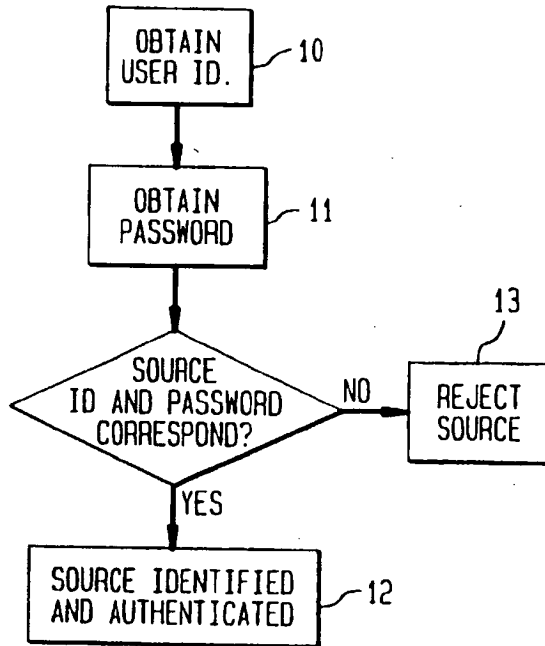 OBTAIN
USER ID.
10
OBTAIN
PASSWORD
11
SOURCE
ID AND PASSWORD
CORRESPOND?
NO
13
REJECT
SOURCE
YES
SOURCE IDENTIFIED
AND AUTHENTICATED
12